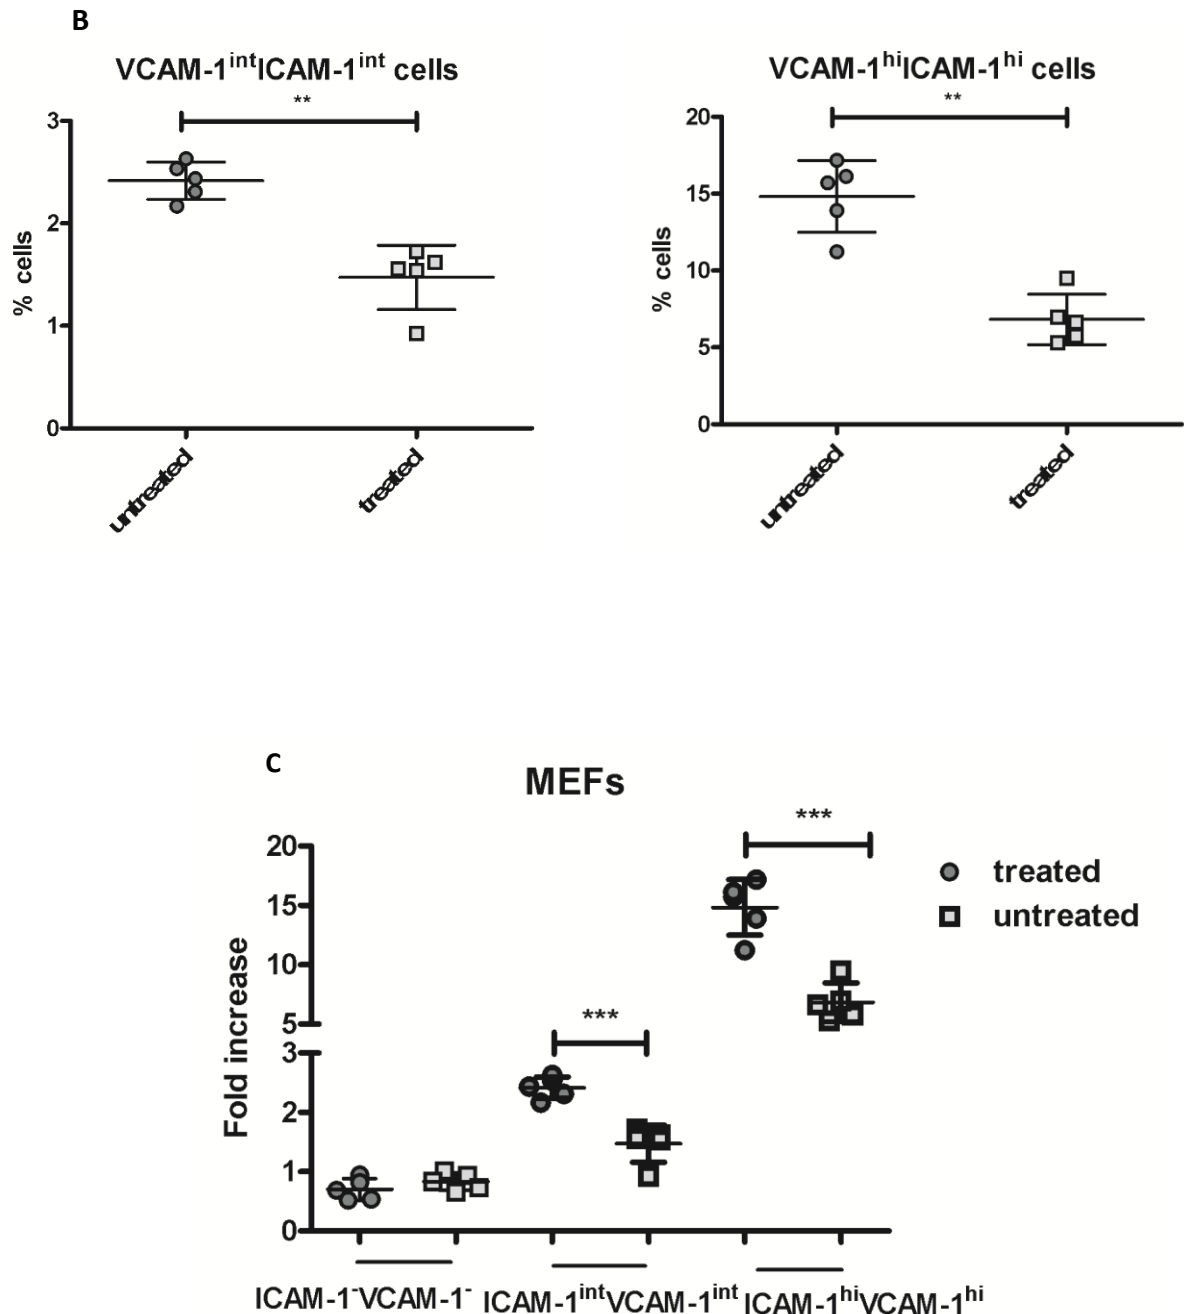 B
VCAM-1intICAM-1int cells
**
3
2
1
0
% cells
untreated
treated
VCAM-1hiICAM-1hi cells
**
20
15
10
5
0
% cells
untreated
treated
C
MEFs
***
***
20
15
10
5
3
2
1
0
Fold increase
treated
untreated
ICAM-1-VCAM-1- ICAM-1intVCAM-1int ICAM-1hiVCAM-1hi